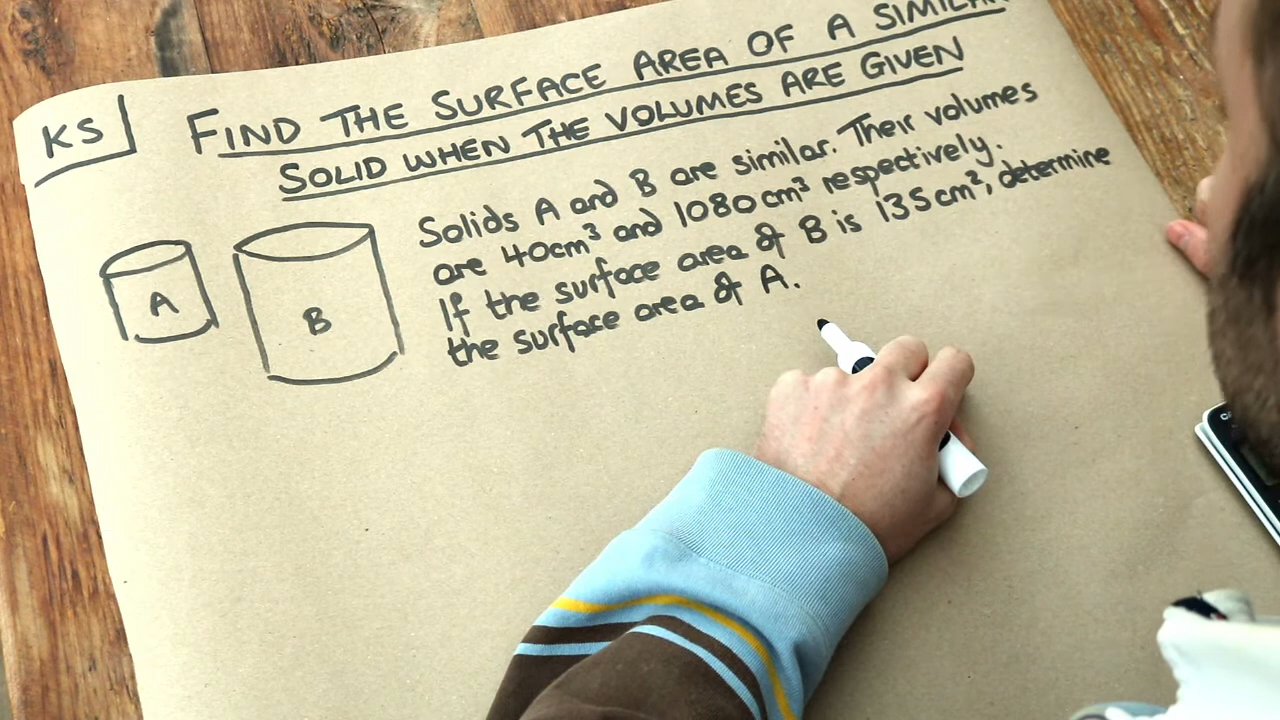 KS
FIND THE SURFACE AREA OF A SIMILAR
SOLID WHEN THE VOLUMES ARE GIVEN
Solids A and B are similar. Their volumes
are 40cm³ and 1080cm³ respectively.
If the surface area of B is 135cm², determine
the surface area of A.
A
B